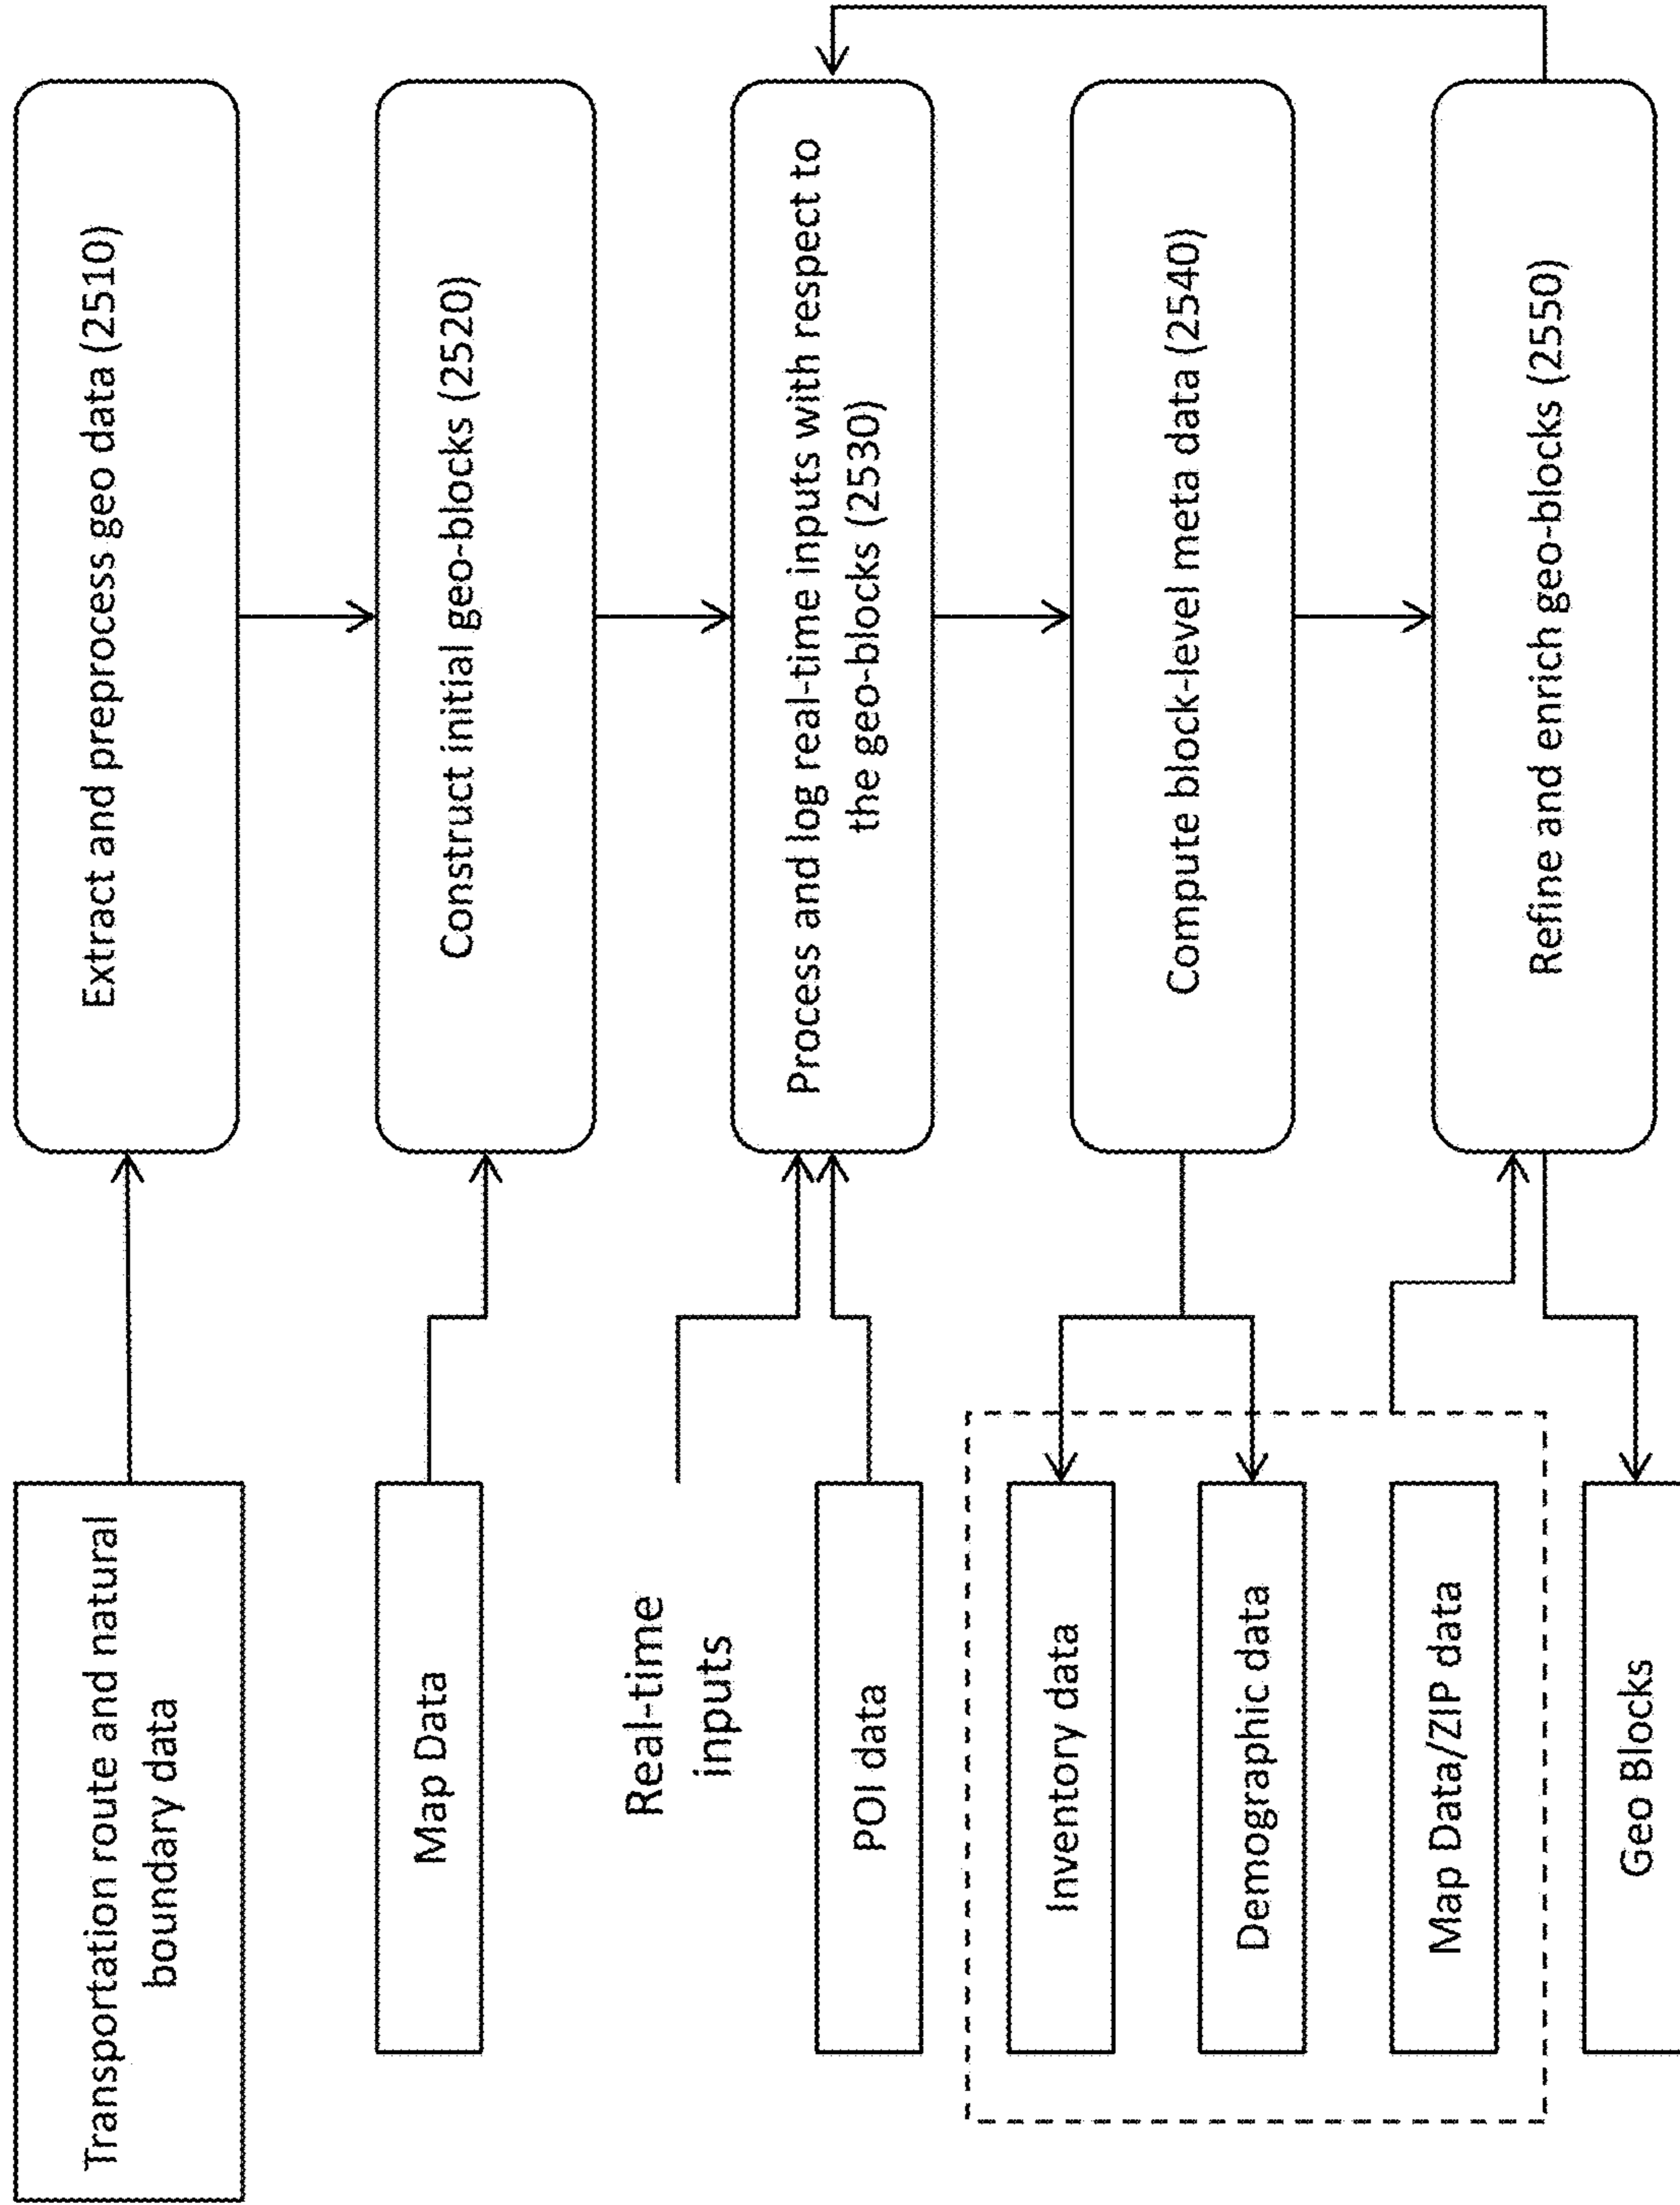 Transportation route and natural
boundary data
Extract and preprocess geo data (2510)
Map Data
Construct initial geo-blocks (2520)
Real-time
inputs
POI data
Process and log real-time inputs with respect to
the geo-blocks (2530)
Inventory data
Demographic data
Map Data/ZIP data
Compute block-level meta data (2540)
Geo Blocks
Refine and enrich geo-blocks (2550)